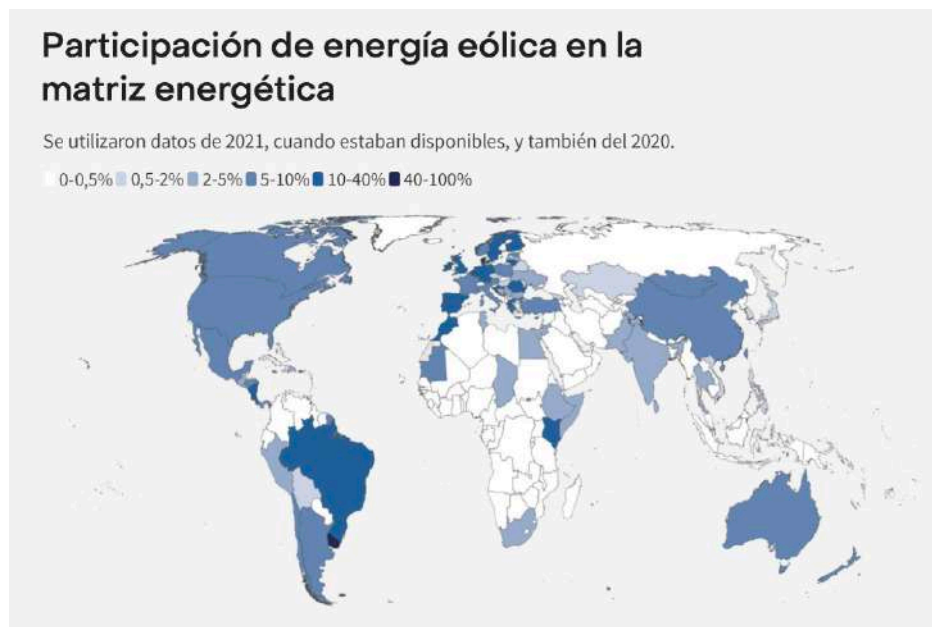 Participación de energía eólica en la
matriz energética
Se utilizaron datos de 2021, cuando estaban disponibles, y también del 2020.
0-0,5% 0,5-2% 2-5% 5-10% 10-40% 40-100%